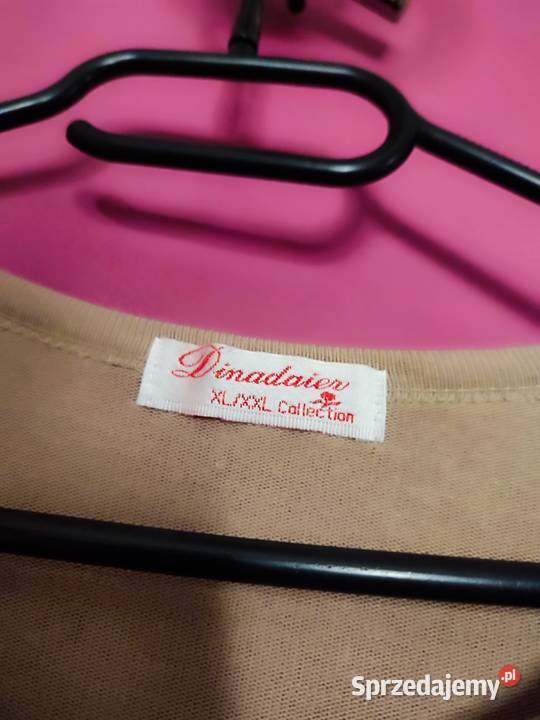 Dinadaier
XL/XXL Collection
Sprzedajemy.pl